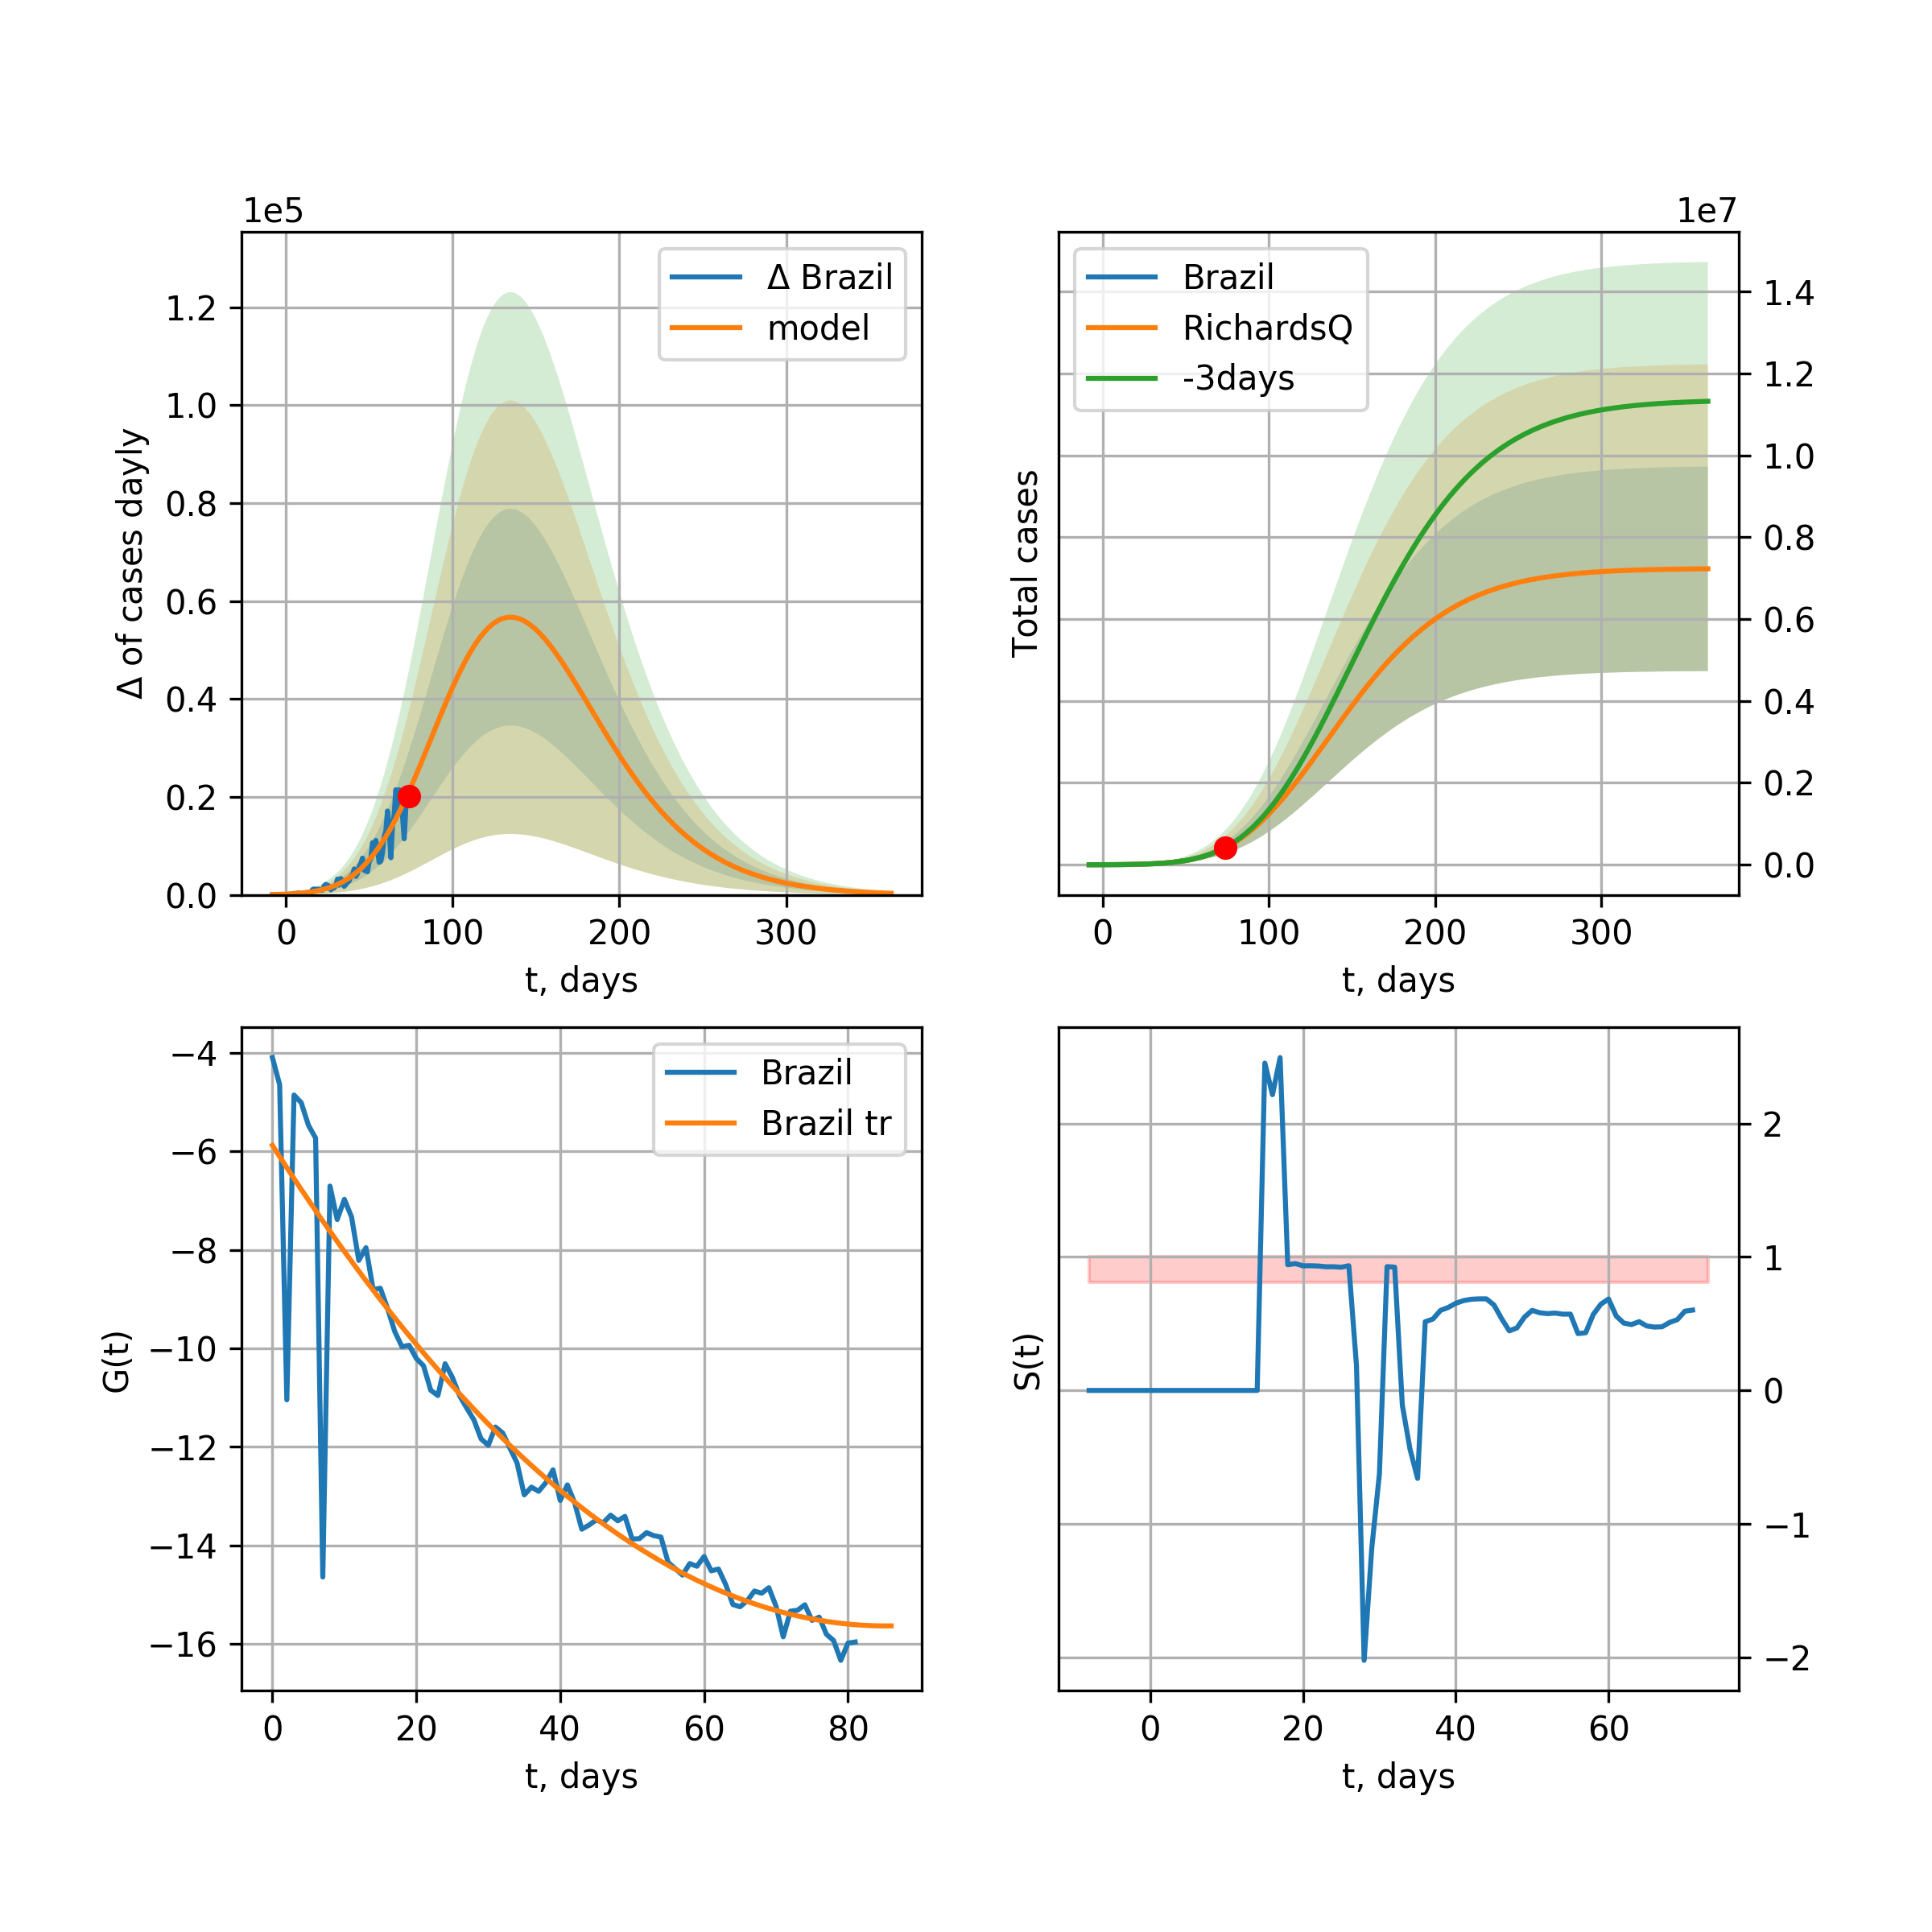 1e5
Δ Brazil
model
1.2
1.0
0.8
0.6
0.4
0.2
0.0
Δ of cases dayly
0 100 200 300
t, days
1e7
Brazil
RichardsQ
-3days
1.4
1.2
1.0
0.8
0.6
0.4
0.2
0.0
Total cases
0 100 200 300
t, days
Brazil
Brazil tr
−4
−6
−8
−10
−12
−14
−16
G(t)
0 20 40 60 80
t, days
2
1
0
−1
−2
S(t)
0 20 40 60
t, days